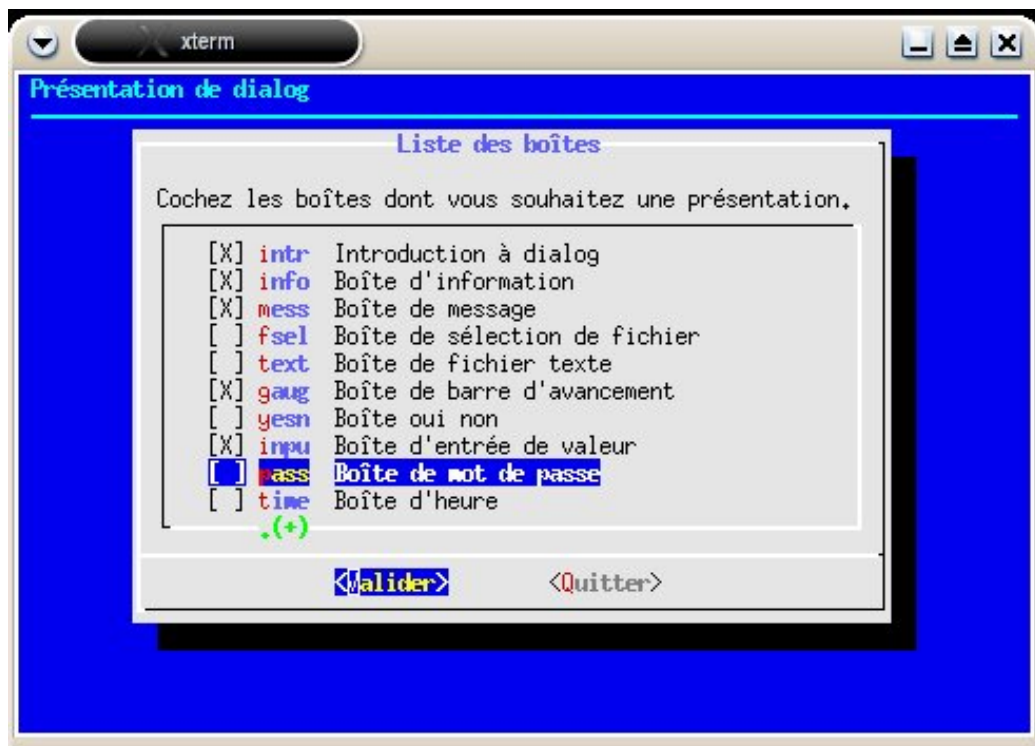 xterm
Présentation de dialog
Liste des boîtes
Cochez les boîtes dont vous souhaitez une présentation.
[X] intr Introduction à dialog
[X] info Boîte d'information
[X] mess Boîte de message
[ ] fsel Boîte de sélection de fichier
[ ] text Boîte de fichier texte
[X] gaug Boîte de barre d'avancement
[ ] yesn Boîte oui non
[X] inpu Boîte d'entrée de valeur
[ ] pass Boîte de mot de passe
[ ] time Boîte d'heure
.(+)
<Valider> <Quitter>